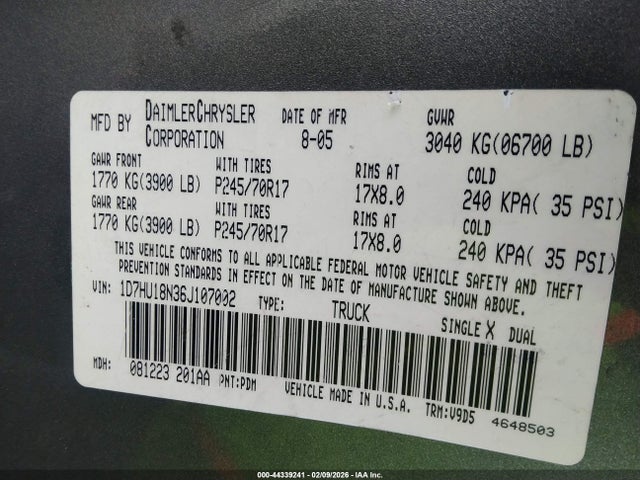 MFD BY DAIMLERCHRYSLER CORPORATION DATE OF MFR 8-05 GVWR 3040 KG(06700 LB)
GAWR FRONT WITH TIRES RIMS AT COLD
1770 KG(3900 LB) P245/70R17 17X8.0 240 KPA( 35 PSI)
GAWR REAR WITH TIRES RIMS AT COLD
1770 KG(3900 LB) P245/70R17 17X8.0 240 KPA( 35 PSI)
THIS VEHICLE CONFORMS TO ALL APPLICABLE FEDERAL MOTOR VEHICLE SAFETY AND THEFT
PREVENTION STANDARDS IN EFFECT ON THE DATE OF MANUFACTURE SHOWN ABOVE.
VIN: 1D7HU18N36J107002 TYPE: TRUCK SINGLE X DUAL
MDH: 081223 201AA PNT:PDM VEHICLE MADE IN U.S.A. TRM:V9D5 4648503
000-44339241 - 02/09/2026 - IAA Inc.